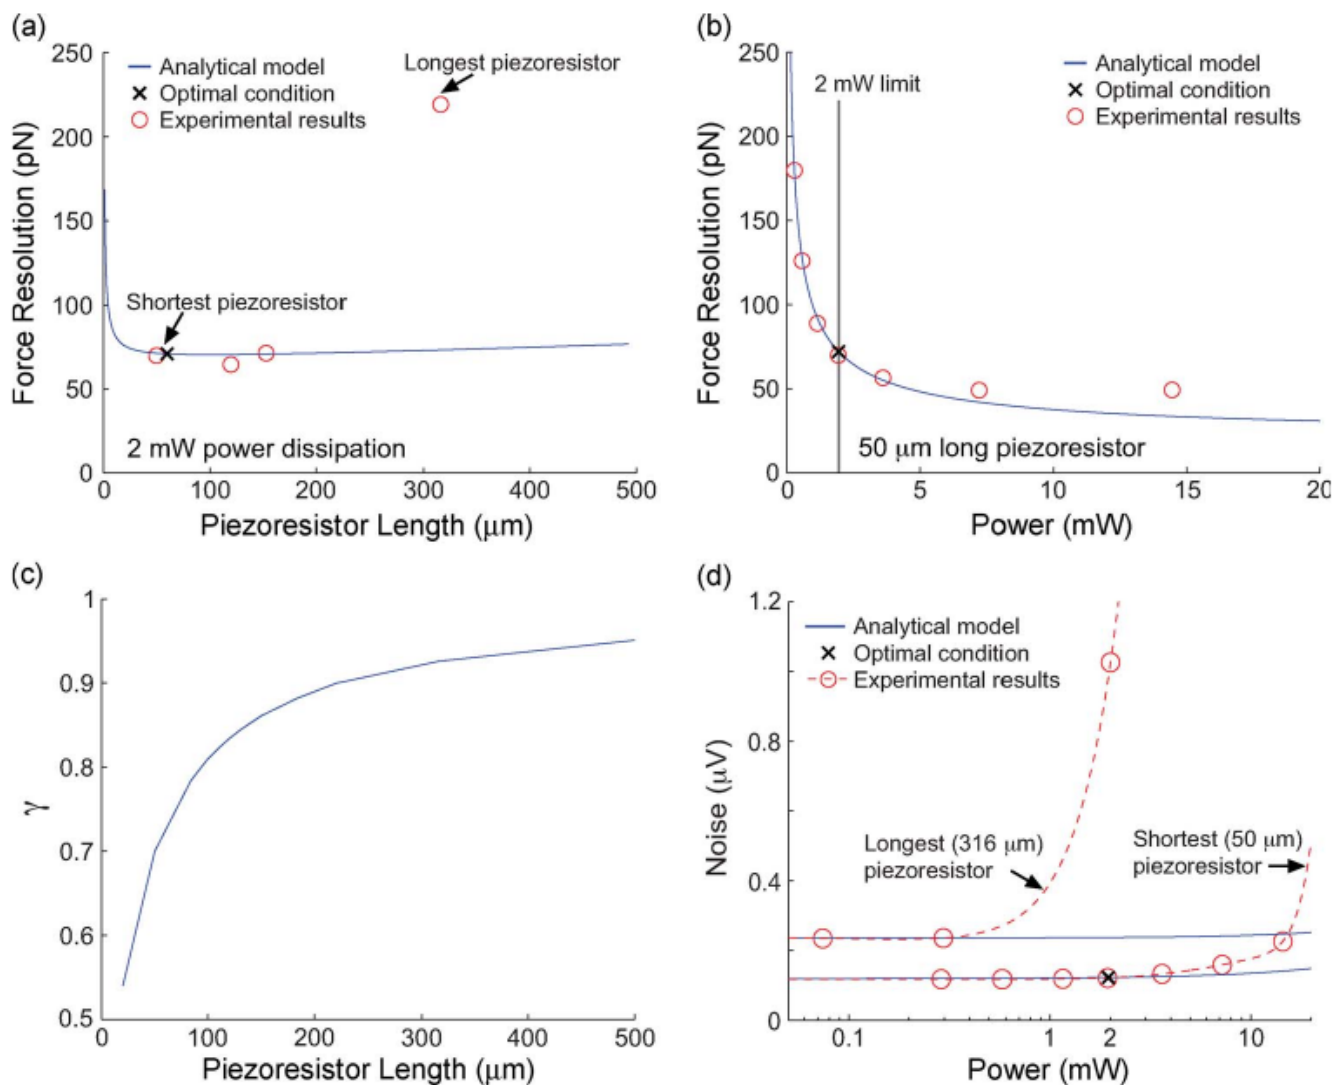 (a)
250
200
150
100
50
0
Force Resolution (pN)
Analytical model
Optimal condition
Experimental results
Longest piezoresistor
Shortest piezoresistor
2 mW power dissipation
0 100 200 300 400 500
Piezoresistor Length (μm)
(b)
250
200
150
100
50
0
Force Resolution (pN)
2 mW limit
Analytical model
Optimal condition
Experimental results
50 μm long piezoresistor
0 5 10 15 20
Power (mW)
(c)
1
0.9
0.8
0.7
0.6
0.5
γ
0 100 200 300 400 500
Piezoresistor Length (μm)
(d)
1.2
0.8
0.4
0
Noise (μV)
Analytical model
Optimal condition
Experimental results
Longest (316 μm)
piezoresistor
Shortest (50 μm)
piezoresistor
0.1 1 2 10
Power (mW)